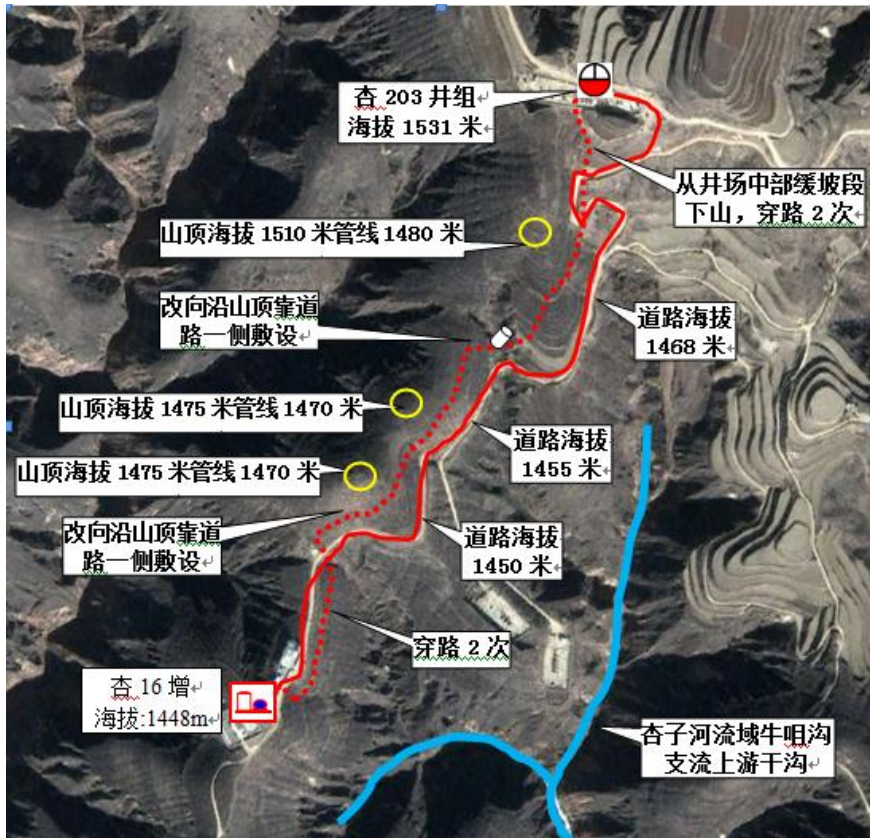 杏 203 井组
海拔 1531 米
从井场中部缓坡段
下山，穿路 2 次
山顶海拔 1510 米管线 1480 米
改向沿山顶靠道
路一侧敷设
道路海拔
1468 米
山顶海拔 1475 米管线 1470 米
道路海拔
1455 米
山顶海拔 1475 米管线 1470 米
改向沿山顶靠道
路一侧敷设
道路海拔
1450 米
穿路 2 次
杏 16 增
海拔:1448m
杏子河流域牛咀沟
支流上游干沟